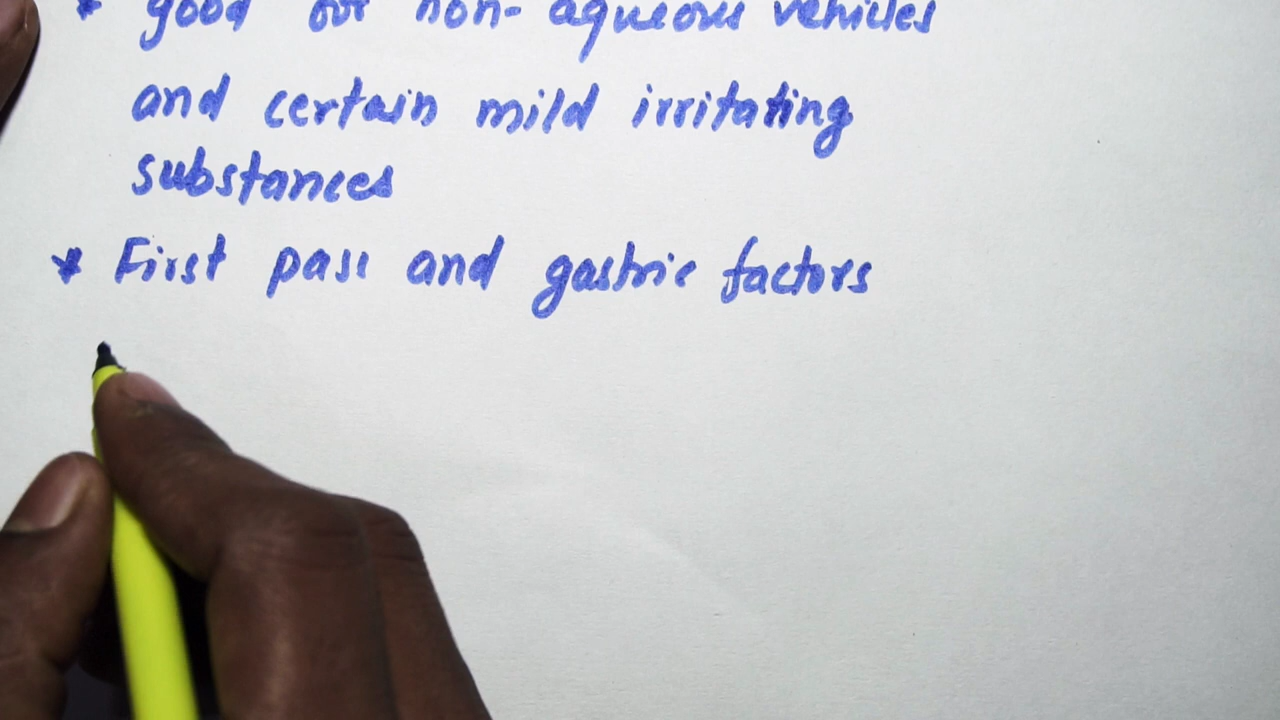 * good for non-aqueous vehicles
and certain mild irritating
substances
* First pass and gastric factors